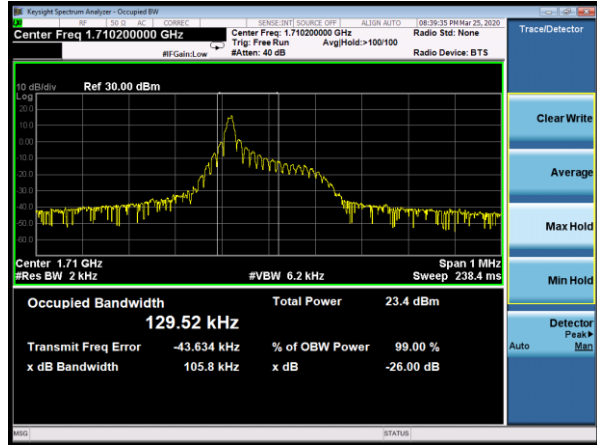 Keysight Spectrum Analyzer - Occupied BW
RF 50 Ω AC CORREC SENSE:INT SOURCE OFF ALIGN AUTO 08:39:35 PM Mar 25, 2020
Center Freq 1.710200000 GHz
Center Freq: 1.710200000 GHz
Radio Std: None
Trig: Free Run Avg|Hold:>100/100
#IFGain:Low #Atten: 40 dB Radio Device: BTS
Trace/Detector
10 dB/div Ref 30.00 dBm
Log
20.0
10.0
0.00
-10.0
-20.0
-30.0
-40.0
-50.0
-60.0
Center 1.71 GHz Span 1 MHz
#Res BW 2 kHz #VBW 6.2 kHz Sweep 238.4 ms
Occupied Bandwidth Total Power 23.4 dBm
129.52 kHz
Transmit Freq Error -43.634 kHz % of OBW Power 99.00 %
x dB Bandwidth 105.8 kHz x dB -26.00 dB
Clear Write
Average
Max Hold
Min Hold
Detector
Peak▶
Auto Man
MSG STATUS